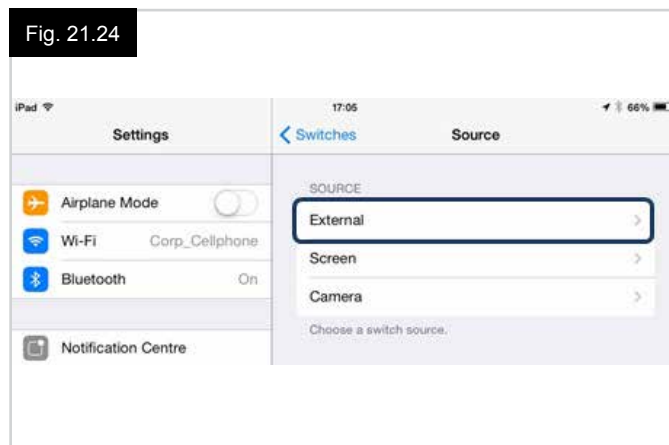 Fig. 21.24
iPad 17:05 66%
Settings
Switches Source
Airplane Mode
Wi-Fi Corp_Cellphone
Bluetooth On
Notification Centre
SOURCE
External
Screen
Camera
Choose a switch source.